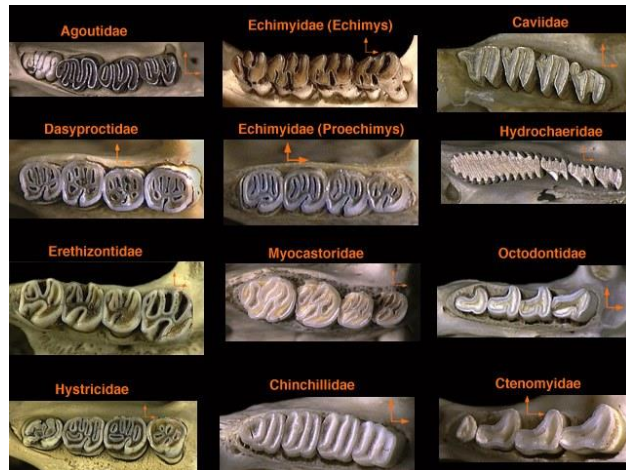 Agoutidae
Echimyidae (Echimys)
Caviidae
Dasyproctidae
Echimyidae (Proechimys)
Hydrochaeridae
Erethizontidae
Myocastoridae
Octodontidae
Hystricidae
Chinchillidae
Ctenomyidae